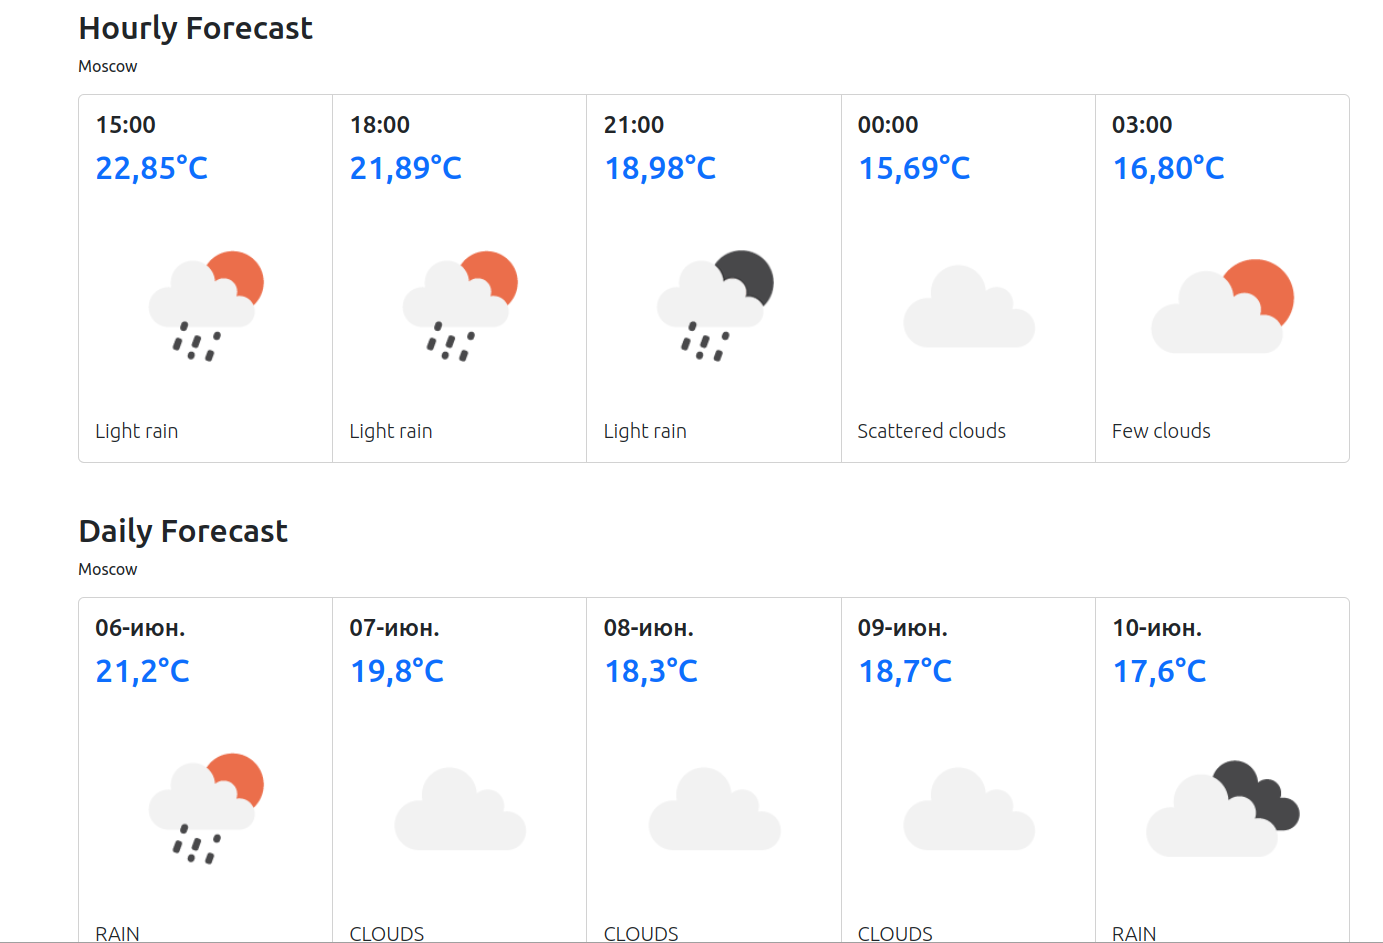 Hourly Forecast
Moscow
15:00
22,85°C
Light rain
18:00
21,89°C
Light rain
21:00
18,98°C
Light rain
00:00
15,69°C
Scattered clouds
03:00
16,80°C
Few clouds
Daily Forecast
Moscow
06-июн.
21,2°C
RAIN
07-июн.
19,8°C
CLOUDS
08-июн.
18,3°C
CLOUDS
09-июн.
18,7°C
CLOUDS
10-июн.
17,6°C
RAIN